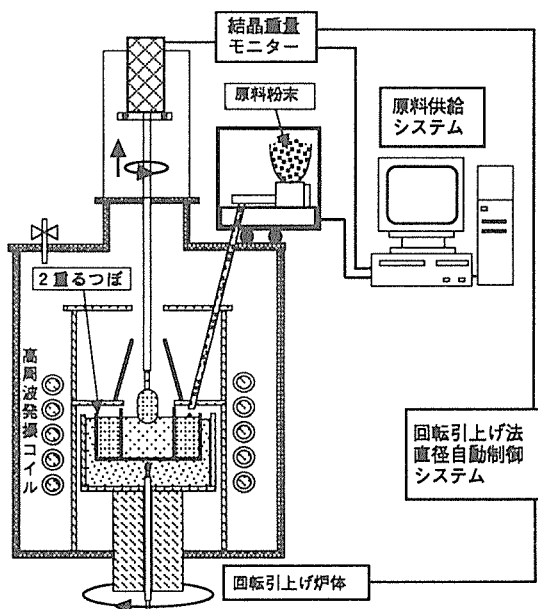 結晶重量
モニター
原料粉末
原料供給
システム
2重るつぼ
高周波発振コイル
回転引上げ法
直径自動制御
システム
回転引上げ炉体